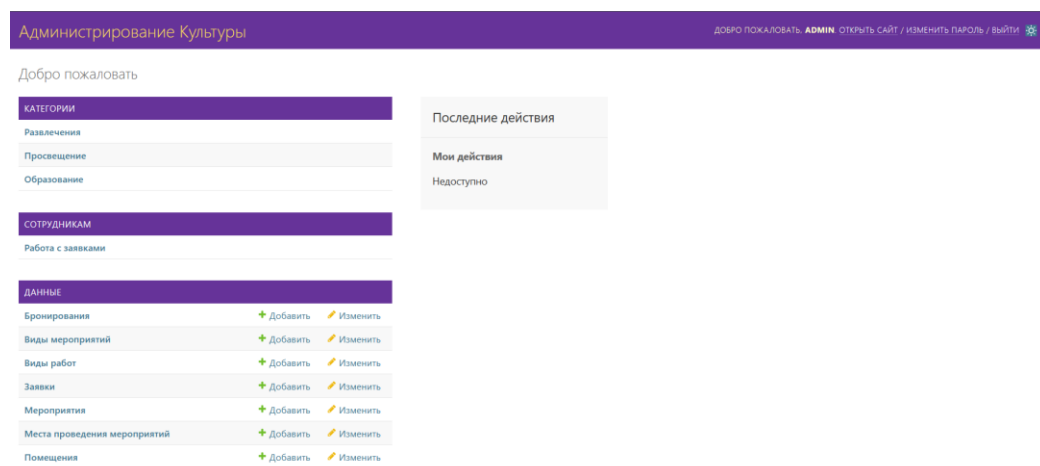 Администрирование Культуры
ДОБРО ПОЖАЛОВАТЬ, ADMIN. ОТКРЫТЬ САЙТ / ИЗМЕНИТЬ ПАРОЛЬ / ВЫЙТИ
Добро пожаловать
КАТЕГОРИИ
Развлечения
Просвещение
Образование
СОТРУДНИКАМ
Работа с заявками
ДАННЫЕ
Бронирования + Добавить Изменить
Виды мероприятий + Добавить Изменить
Виды работ + Добавить Изменить
Заявки + Добавить Изменить
Мероприятия + Добавить Изменить
Места проведения мероприятий + Добавить Изменить
Помещения + Добавить Изменить
Последние действия
Мои действия
Недоступно